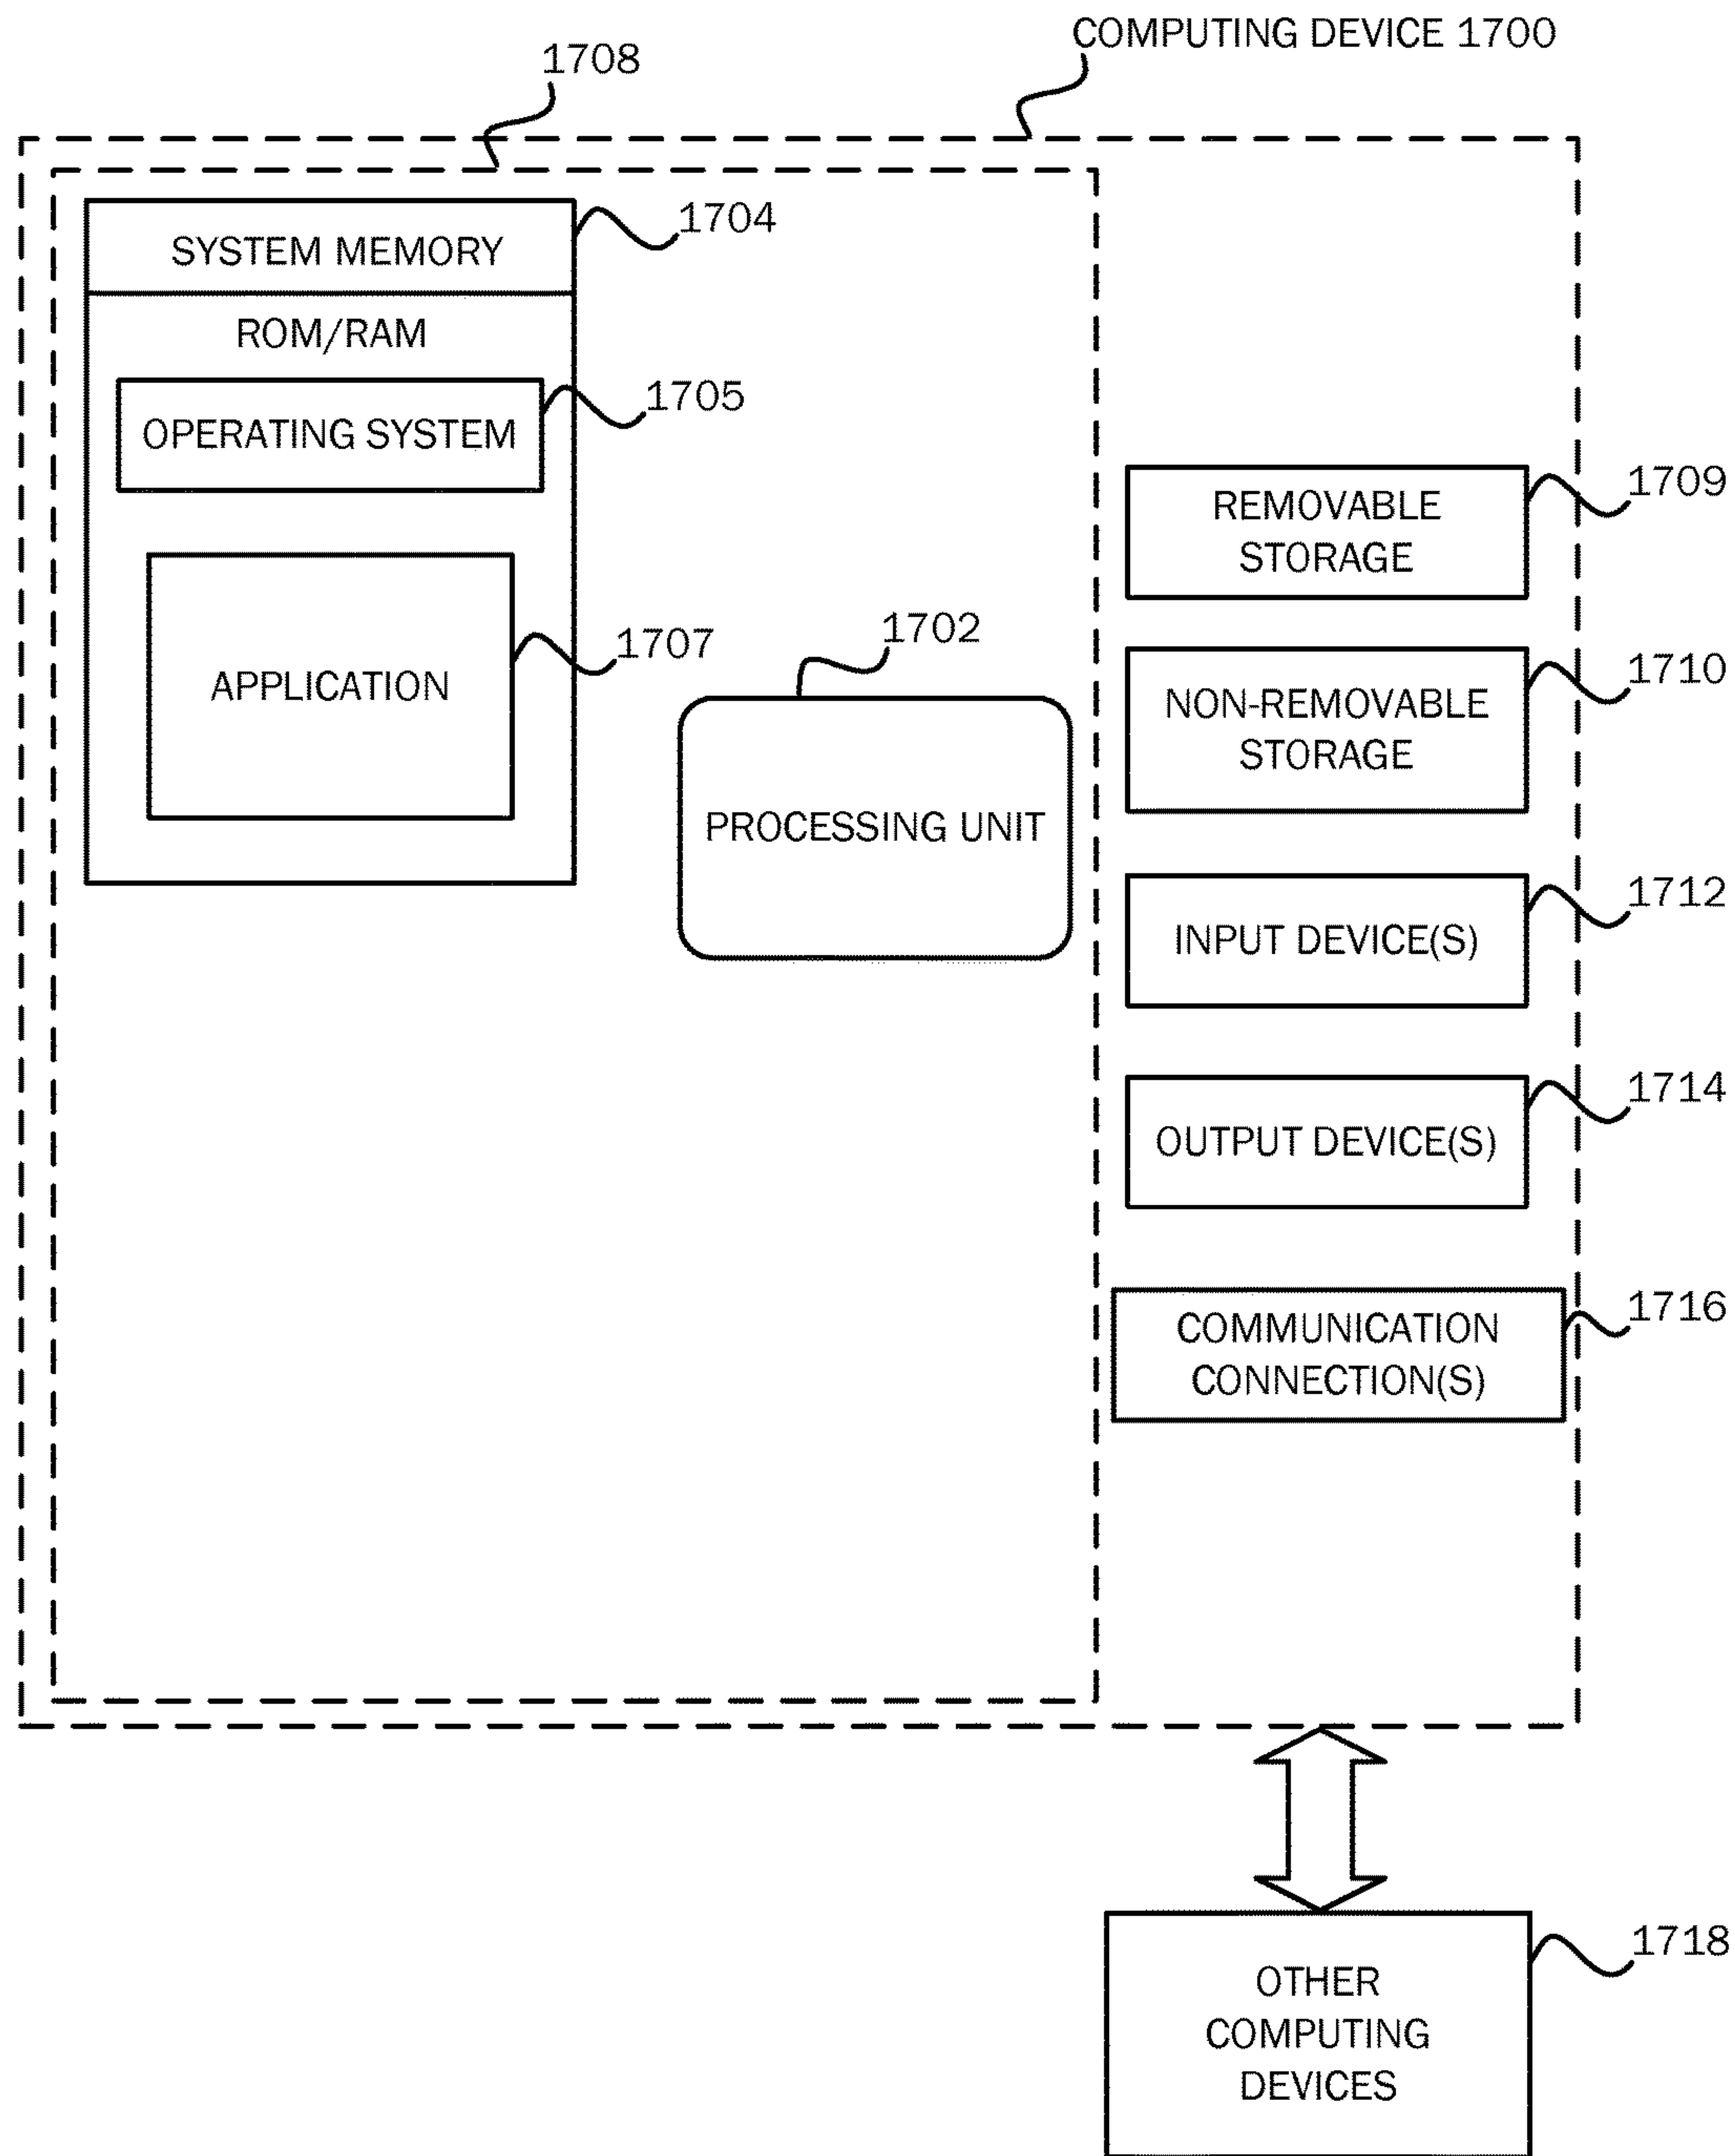 COMPUTING DEVICE 1700
1708
1704
SYSTEM MEMORY
ROM/RAM
1705
OPERATING SYSTEM
1709
REMOVABLE
STORAGE
1707
APPLICATION
1702
PROCESSING UNIT
1710
NON-REMOVABLE
STORAGE
1712
INPUT DEVICE(S)
1714
OUTPUT DEVICE(S)
1716
COMMUNICATION
CONNECTION(S)
1718
OTHER
COMPUTING
DEVICES